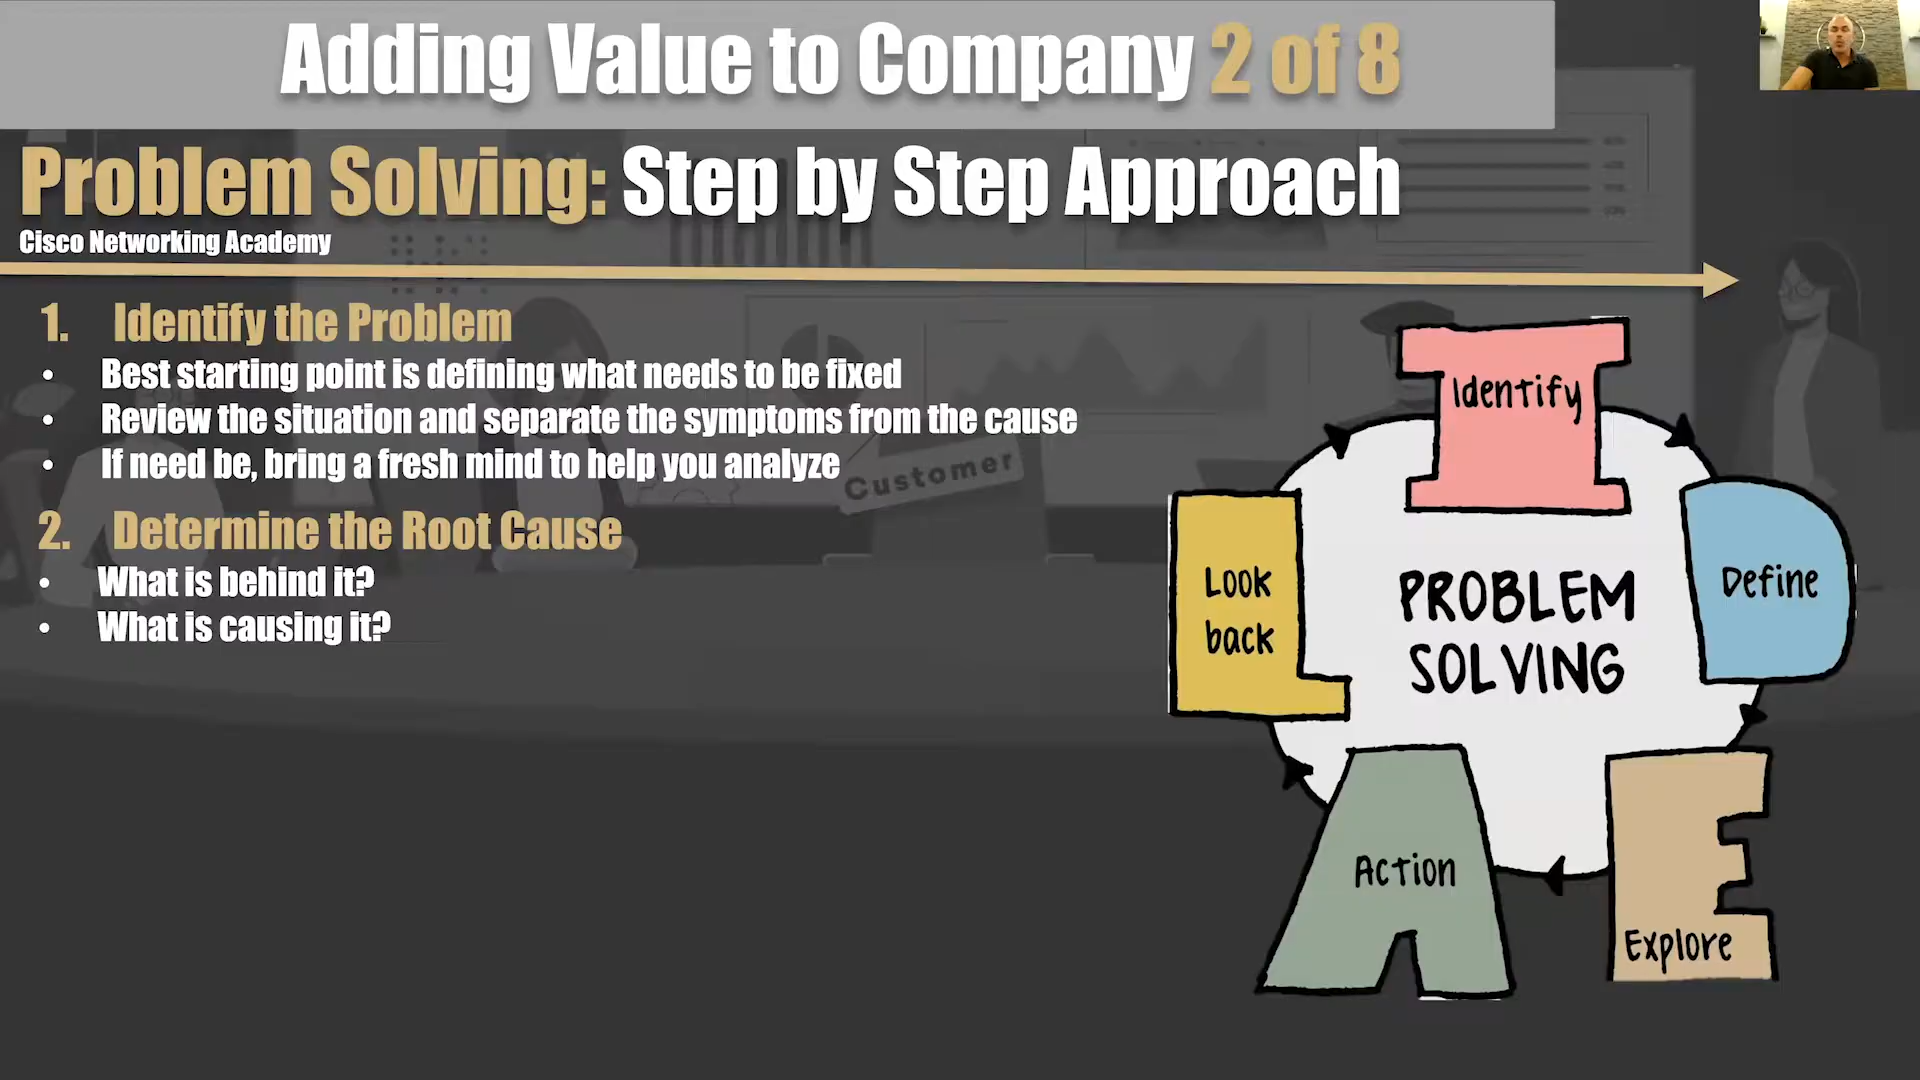 Adding Value to Company 2 of 8
Problem Solving: Step by Step Approach
Cisco Networking Academy
1. Identify the Problem
• Best starting point is defining what needs to be fixed
• Review the situation and separate the symptoms from the cause
• If need be, bring a fresh mind to help you analyze
Customer
2. Determine the Root Cause
• What is behind it?
• What is causing it?
Identify
Define
Explore
Action
Look
back
PROBLEM
SOLVING